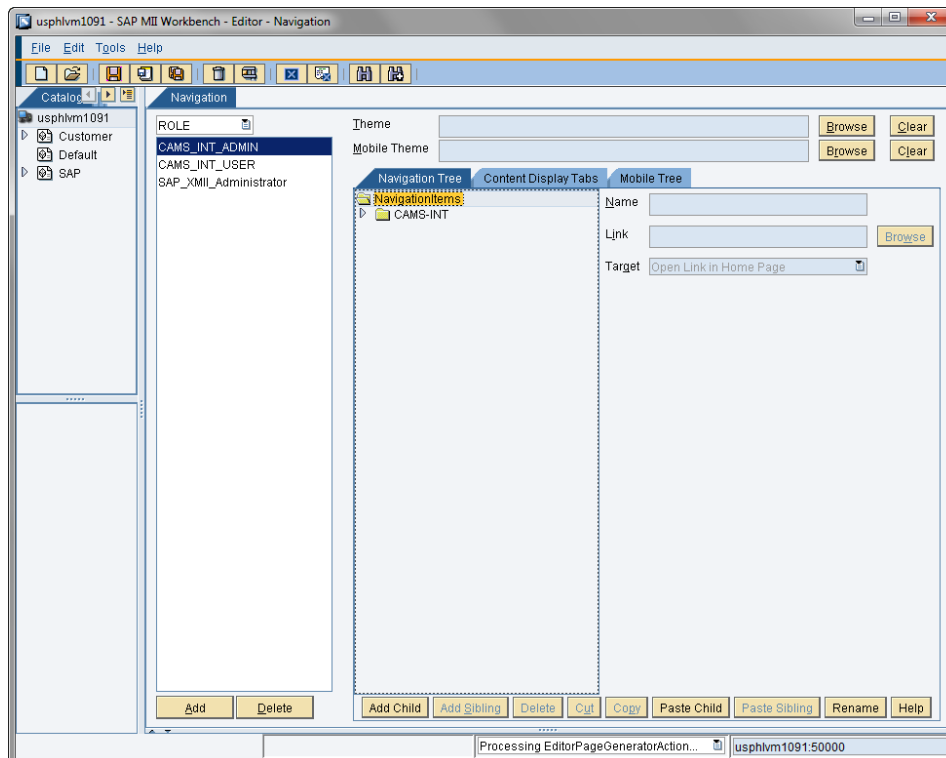 usphlvm1091 - SAP MII Workbench - Editor - Navigation
File Edit Tools Help
Catalog
Navigation
usphlvm1091
Customer
Default
SAP
ROLE
CAMS_INT_ADMIN
CAMS_INT_USER
SAP_XMII_Administrator
Add Delete
Theme Browse Clear
Mobile Theme Browse Clear
Navigation Tree Content Display Tabs Mobile Tree
NavigationItems
CAMS-INT
Name
Link Browse
Target Open Link in Home Page
Add Child Add Sibling Delete Cut Copy Paste Child Paste Sibling Rename Help
Processing EditorPageGeneratorAction... usphlvm1091:50000